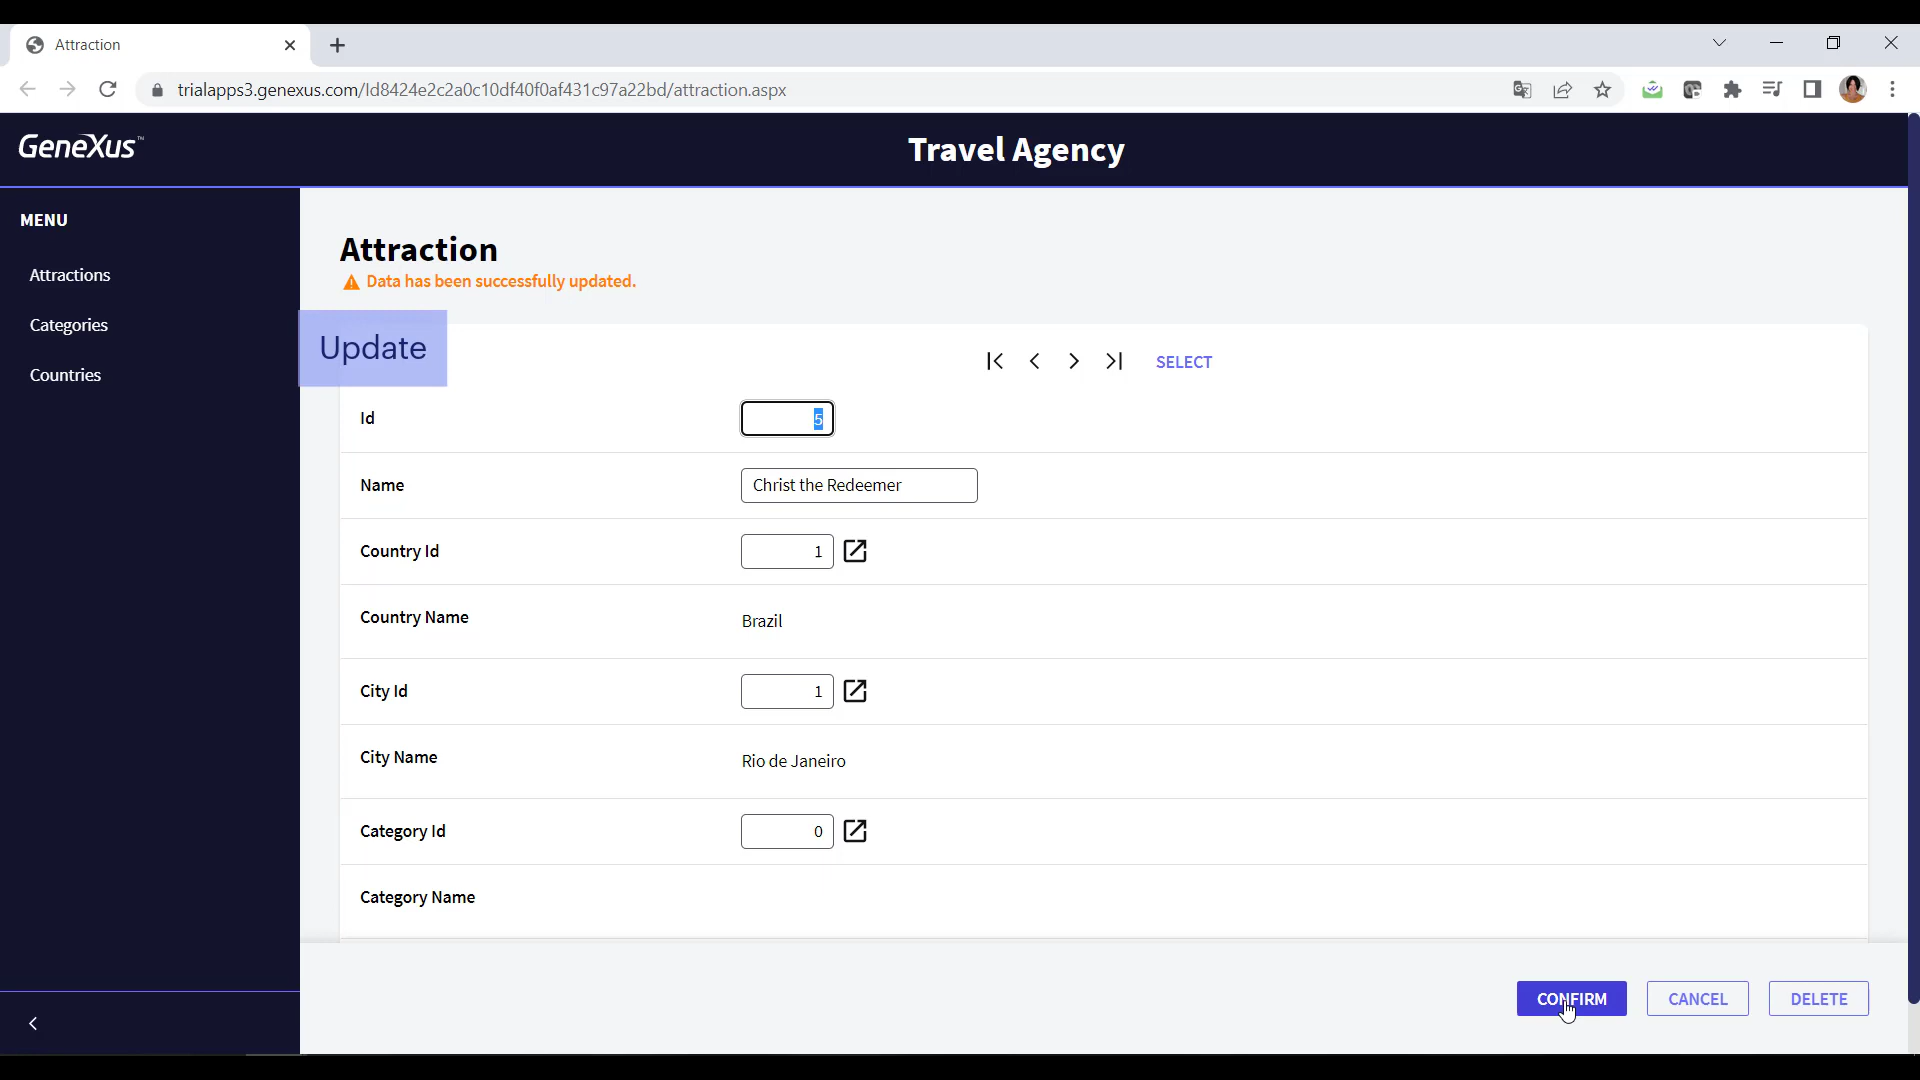 Attraction
trialapps3.genexus.com/Id8424e2c2a0c10df40f0af431c97a22bd/attraction.aspx
GeneXus™
Travel Agency
MENU
Attractions
Categories
Countries
Attraction
Data has been successfully updated.
Update
SELECT
Id
5
Name
Christ the Redeemer
Country Id
1
Country Name
Brazil
City Id
1
City Name
Rio de Janeiro
Category Id
0
Category Name
CONFIRM
CANCEL
DELETE